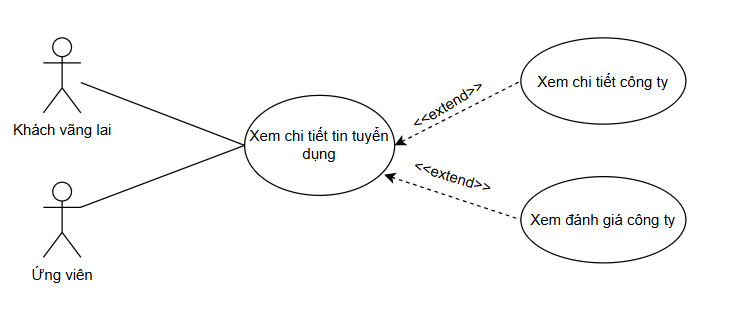 Khách vãng lai
Ứng viên
Xem chi tiết tin tuyển
dụng
<<extend>>
<<extend>>
Xem chi tiết công ty
Xem đánh giá công ty